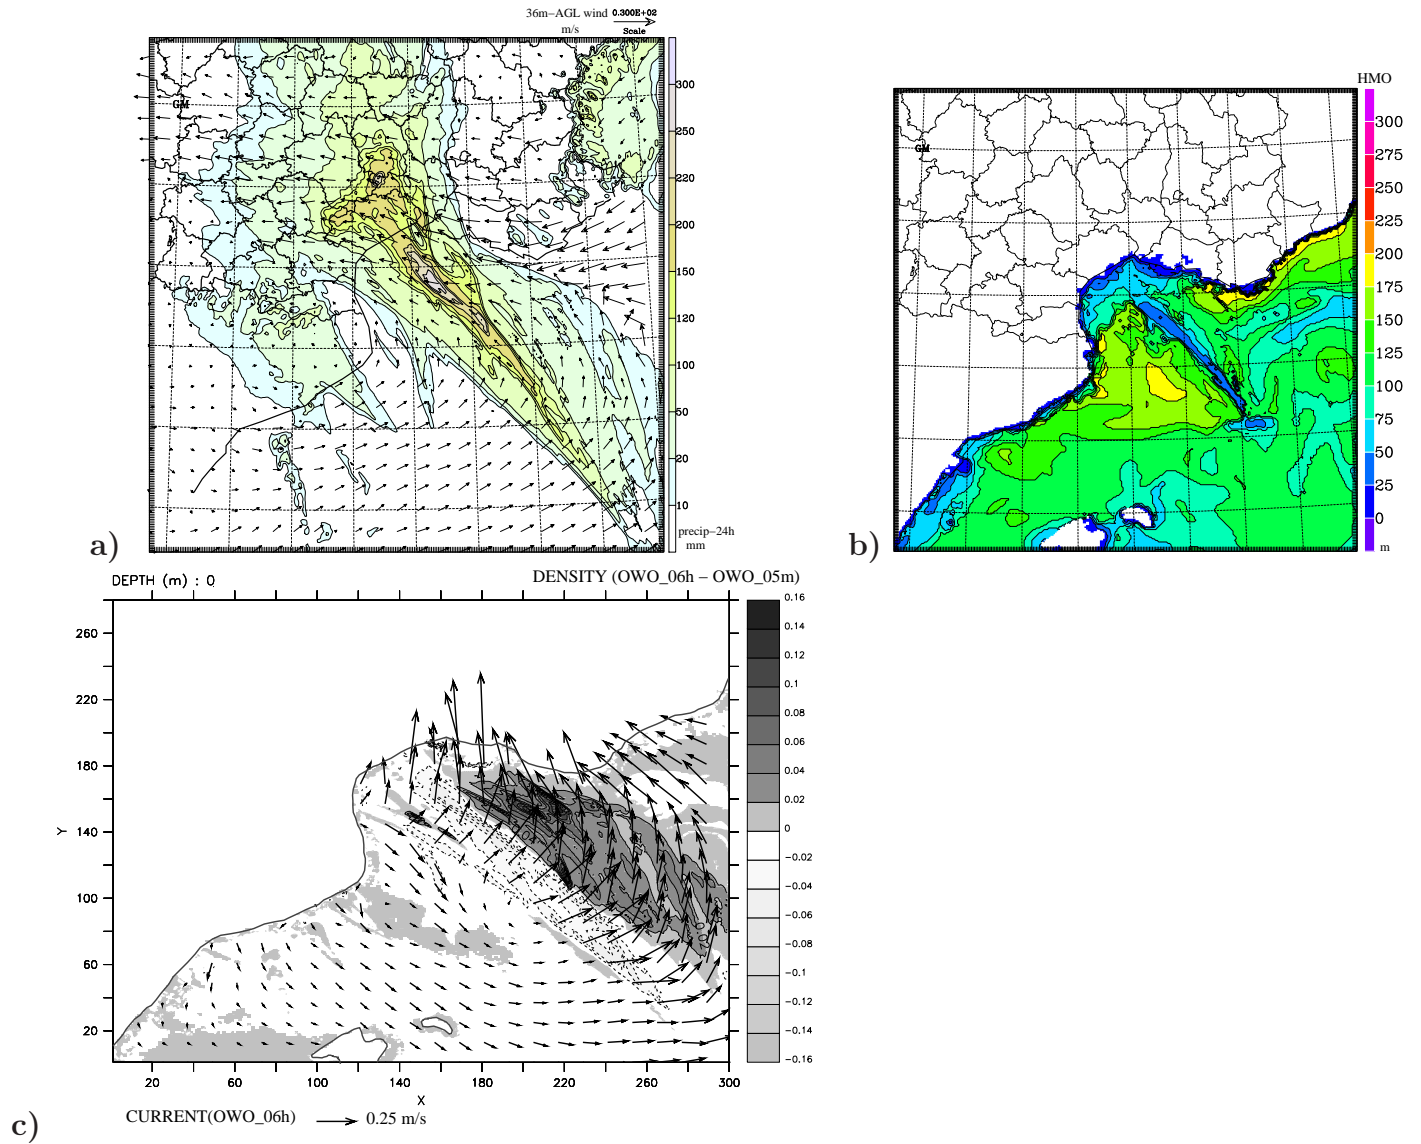 36m–AGL wind 0.300E+02
m/s Scale
GM
300
250
220
200
150
120
100
50
20
10
precip–24h
mm
a)
HMO
GM
300
275
250
225
200
175
150
125
100
75
50
25
0
m
b)
DEPTH (m) : 0
DENSITY (OWO_06h – OWO_05m)
260
220
180
140
100
60
20
Y
20 60 100 140 180 220 260 300
X
0.16
0.14
0.12
0.1
0.08
0.06
0.04
0.02
0
−0.02
−0.04
−0.06
−0.08
−0.1
−0.12
−0.14
−0.16
CURRENT(OWO_06h) 0.25 m/s
c)